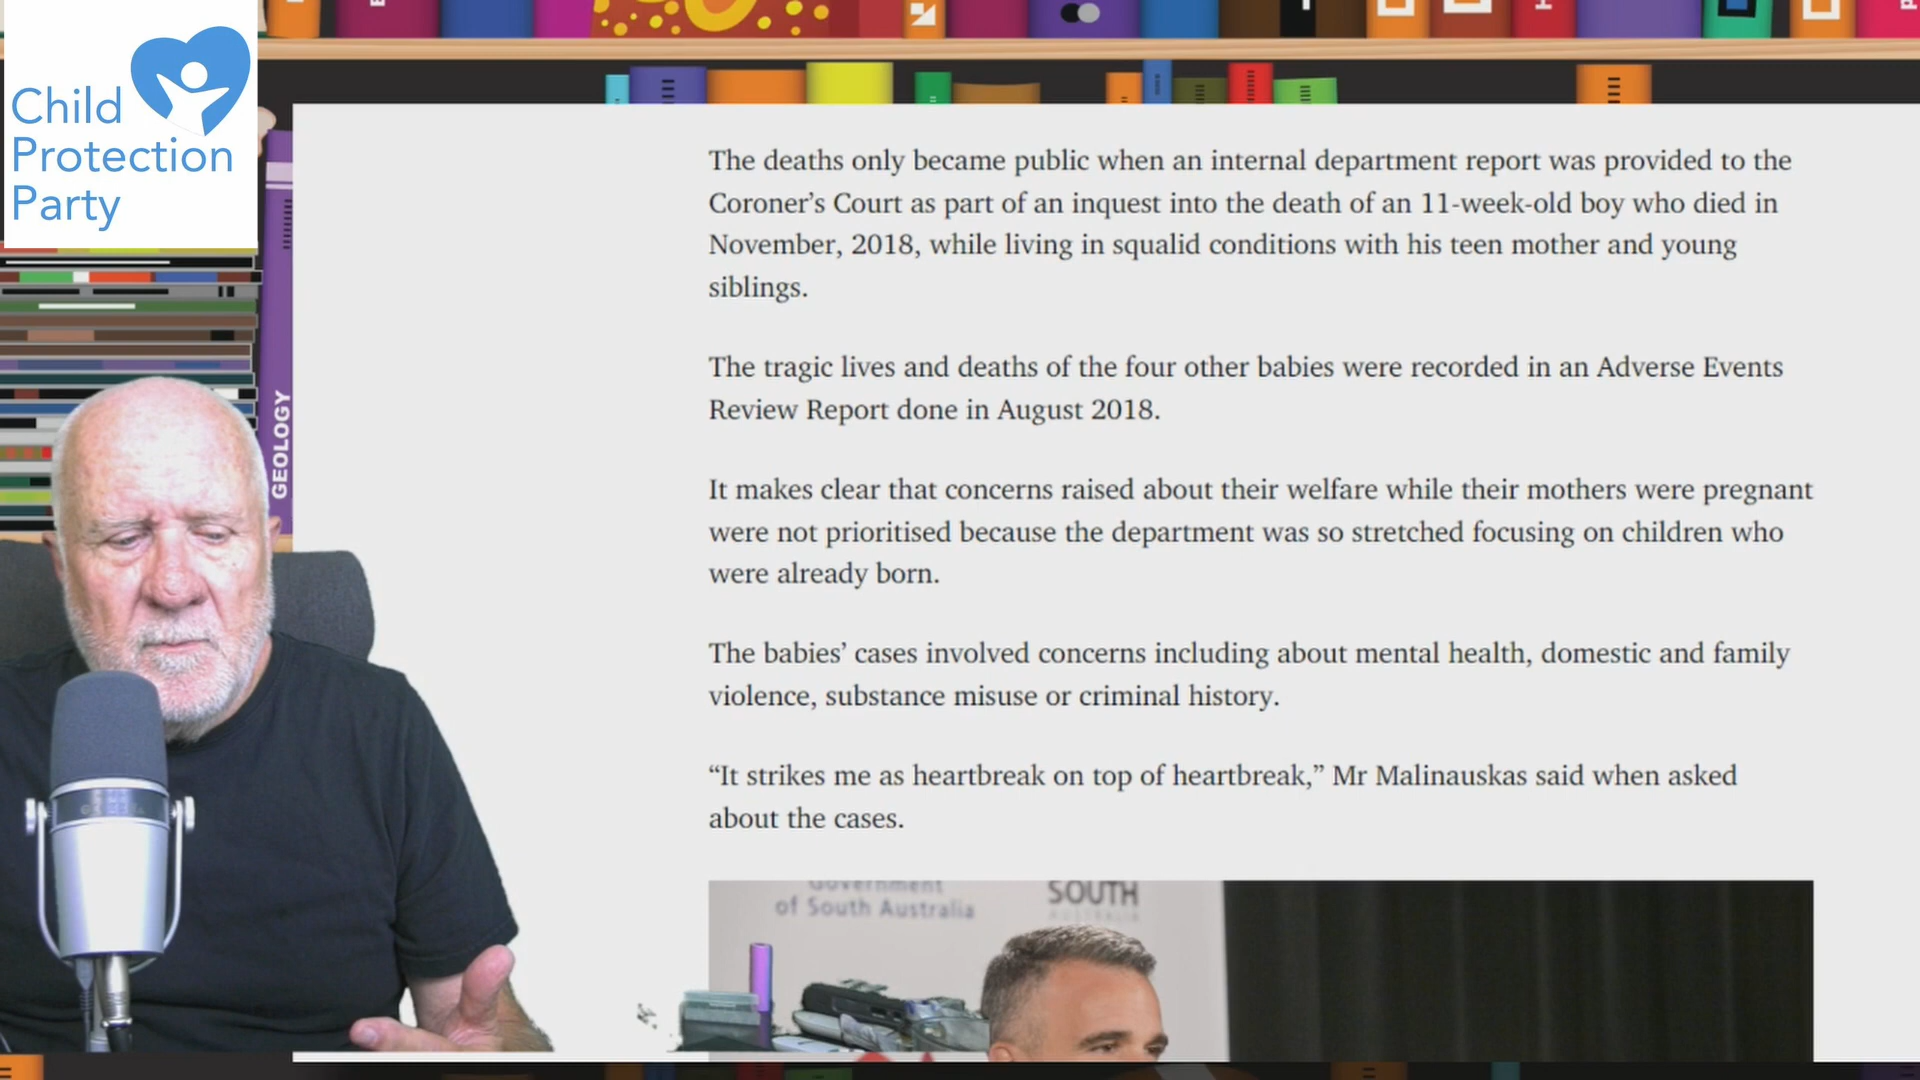 Child
Protection
Party
GEOLOGY
The deaths only became public when an internal department report was provided to the
Coroner’s Court as part of an inquest into the death of an 11-week-old boy who died in
November, 2018, while living in squalid conditions with his teen mother and young
siblings.
The tragic lives and deaths of the four other babies were recorded in an Adverse Events
Review Report done in August 2018.
It makes clear that concerns raised about their welfare while their mothers were pregnant
were not prioritised because the department was so stretched focusing on children who
were already born.
The babies’ cases involved concerns including about mental health, domestic and family
violence, substance misuse or criminal history.
“It strikes me as heartbreak on top of heartbreak,” Mr Malinauskas said when asked
about the cases.
Government
of South Australia
SOUTH
AUSTRALIA